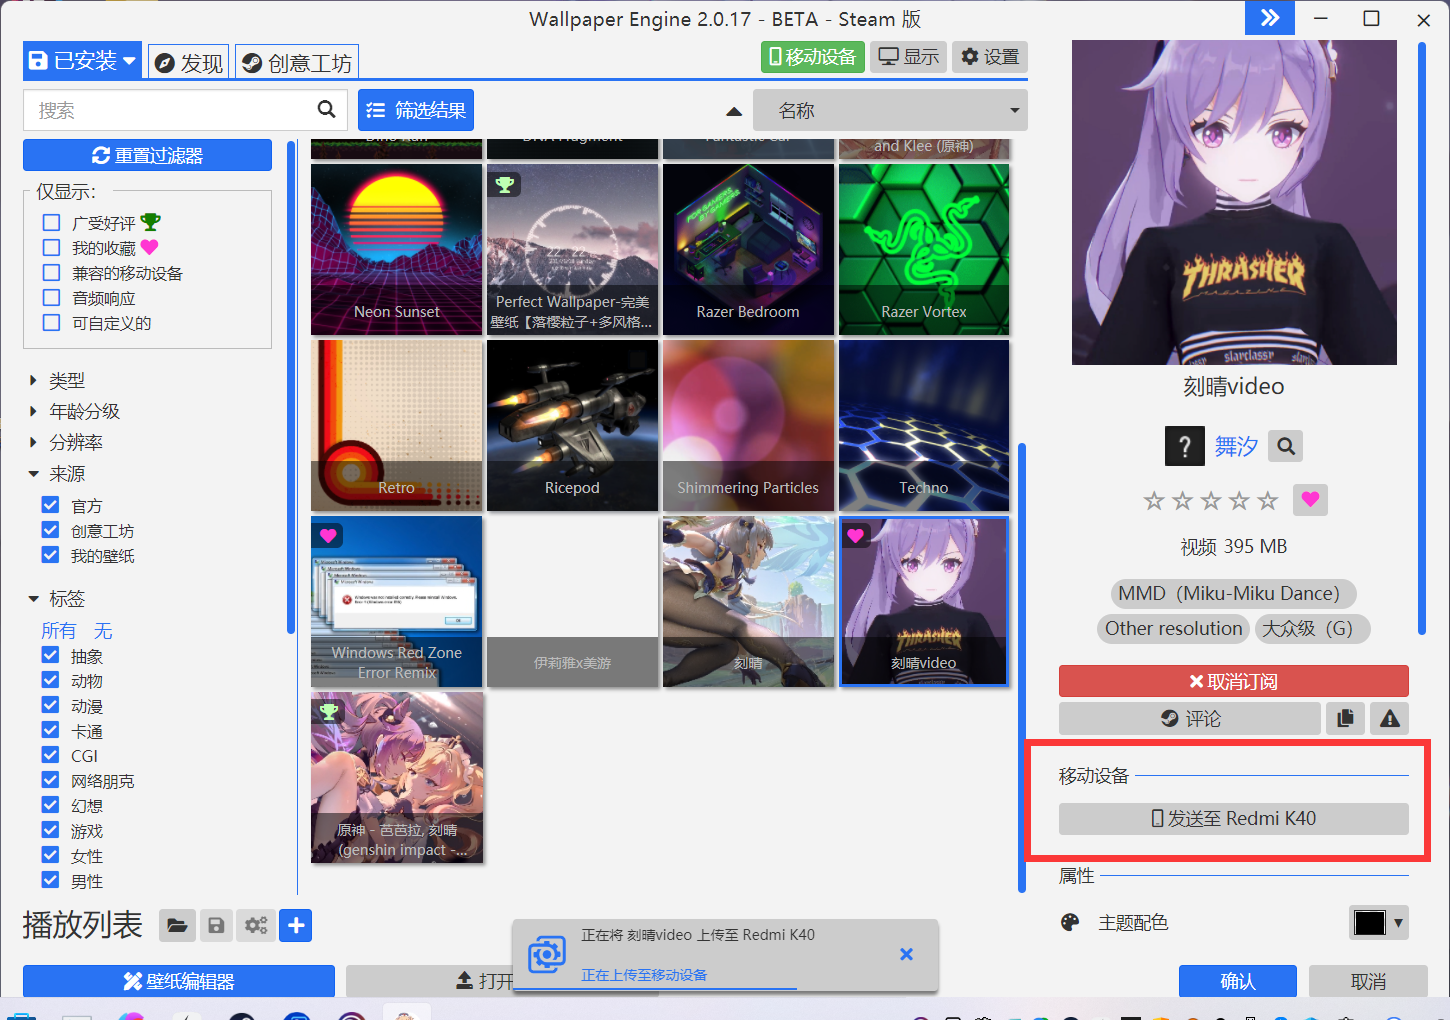 Wallpaper Engine 2.0.17 - BETA - Steam 版
已安装
发现
创意工坊
移动设备
显示
设置
搜索
筛选结果
名称
重置过滤器
仅显示:
广受好评
我的收藏
兼容的移动设备
音频响应
可自定义的
类型
年龄分级
分辨率
来源
官方
创意工坊
我的壁纸
标签
所有 无
抽象
动物
动漫
卡通
CGI
网络朋克
幻想
游戏
女性
男性
and Klee (原神)
Neon Sunset
Perfect Wallpaper-完美
壁纸【落樱粒子+多风格...
POP GAMERS
BY GAMERS
Razer Bedroom
Razer Vortex
Retro
Ricepod
Shimmering Particles
Techno
Windows Red Zone
Error Remix
伊莉雅x美游
刻晴
THRASHER
刻晴video
原神 - 芭芭拉, 刻晴
(genshin impact -...
THRASHER
MAGAZINE
slayclassy
刻晴video
?
舞汐
视频 395 MB
MMD（Miku-Miku Dance）
Other resolution
大众级（G）
取消订阅
评论
移动设备
发送至 Redmi K40
属性
主题配色
播放列表
壁纸编辑器
打开
正在将 刻晴video 上传至 Redmi K40
正在上传至移动设备
确认
取消